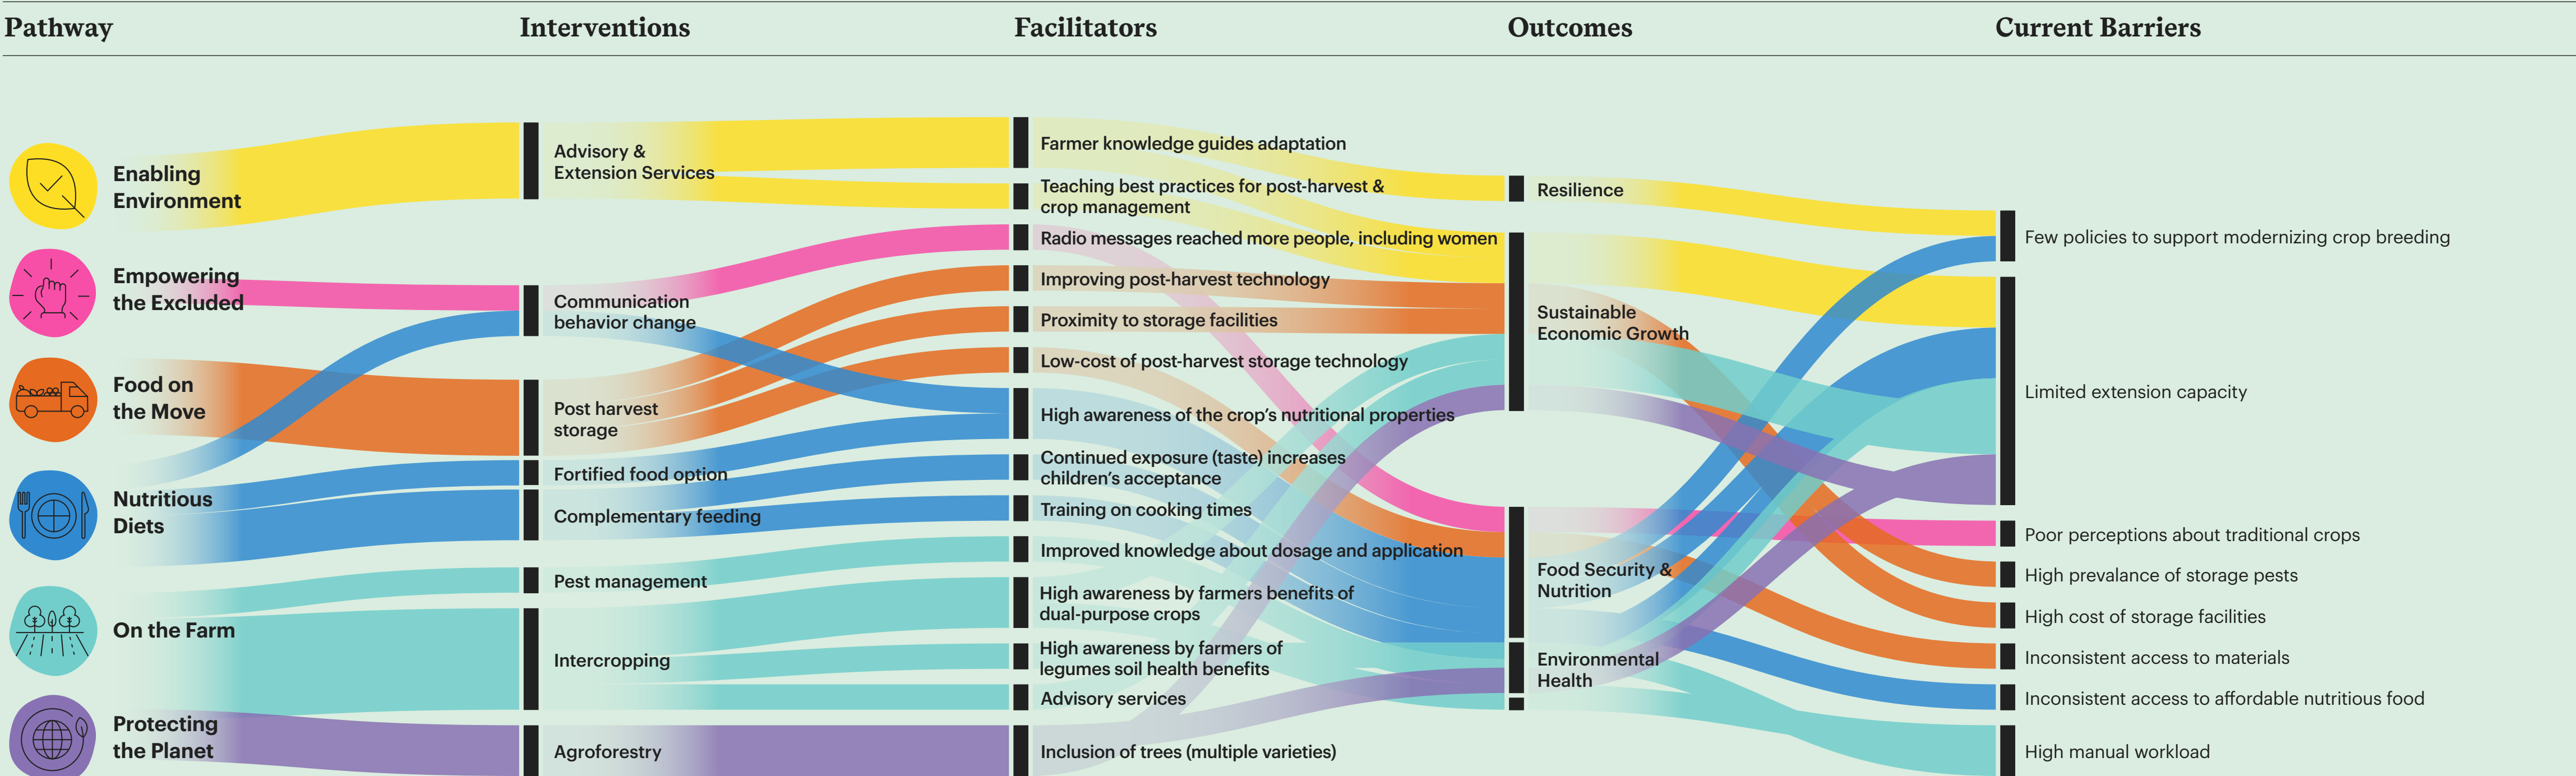 Pathway
Interventions
Facilitators
Outcomes
Current Barriers
Enabling
Environment
Empowering
the Excluded
Food on
the Move
Nutritious
Diets
On the Farm
Protecting
the Planet
Advisory &
Extension Services
Communication
behavior change
Post harvest
storage
Fortified food option
Complementary feeding
Pest management
Intercropping
Agroforestry
Farmer knowledge guides adaptation
Teaching best practices for post-harvest &
crop management
Radio messages reached more people, including women
Improving post-harvest technology
Proximity to storage facilities
Low-cost of post-harvest storage technology
High awareness of the crop's nutritional properties
Continued exposure (taste) increases
children's acceptance
Training on cooking times
Improved knowledge about dosage and application
High awareness by farmers benefits of
dual-purpose crops
High awareness by farmers of
legumes soil health benefits
Advisory services
Inclusion of trees (multiple varieties)
Resilience
Sustainable
Economic Growth
Food Security &
Nutrition
Environmental
Health
Few policies to support modernizing crop breeding
Limited extension capacity
Poor perceptions about traditional crops
High prevalance of storage pests
High cost of storage facilities
Inconsistent access to materials
Inconsistent access to affordable nutritious food
High manual workload